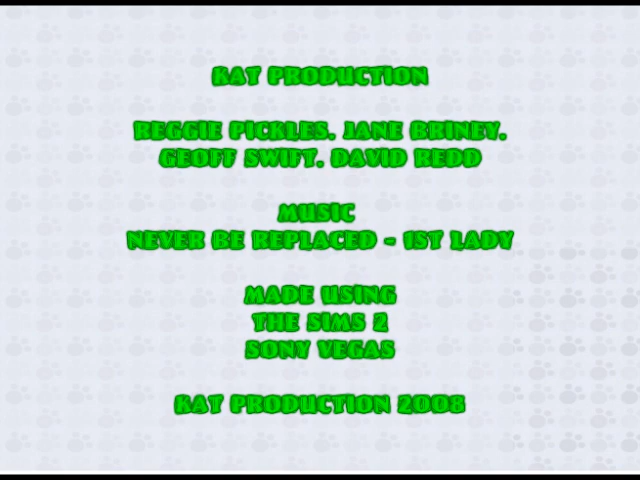 KAT PRODUCTION
REGGIE PICKLES, JANE BRINEY,
GEOFF SWIFT, DAVID REDD
MUSIC
NEVER BE REPLACED - 1ST LADY
MADE USING
THE SIMS 2
SONY VEGAS
KAT PRODUCTION 2008